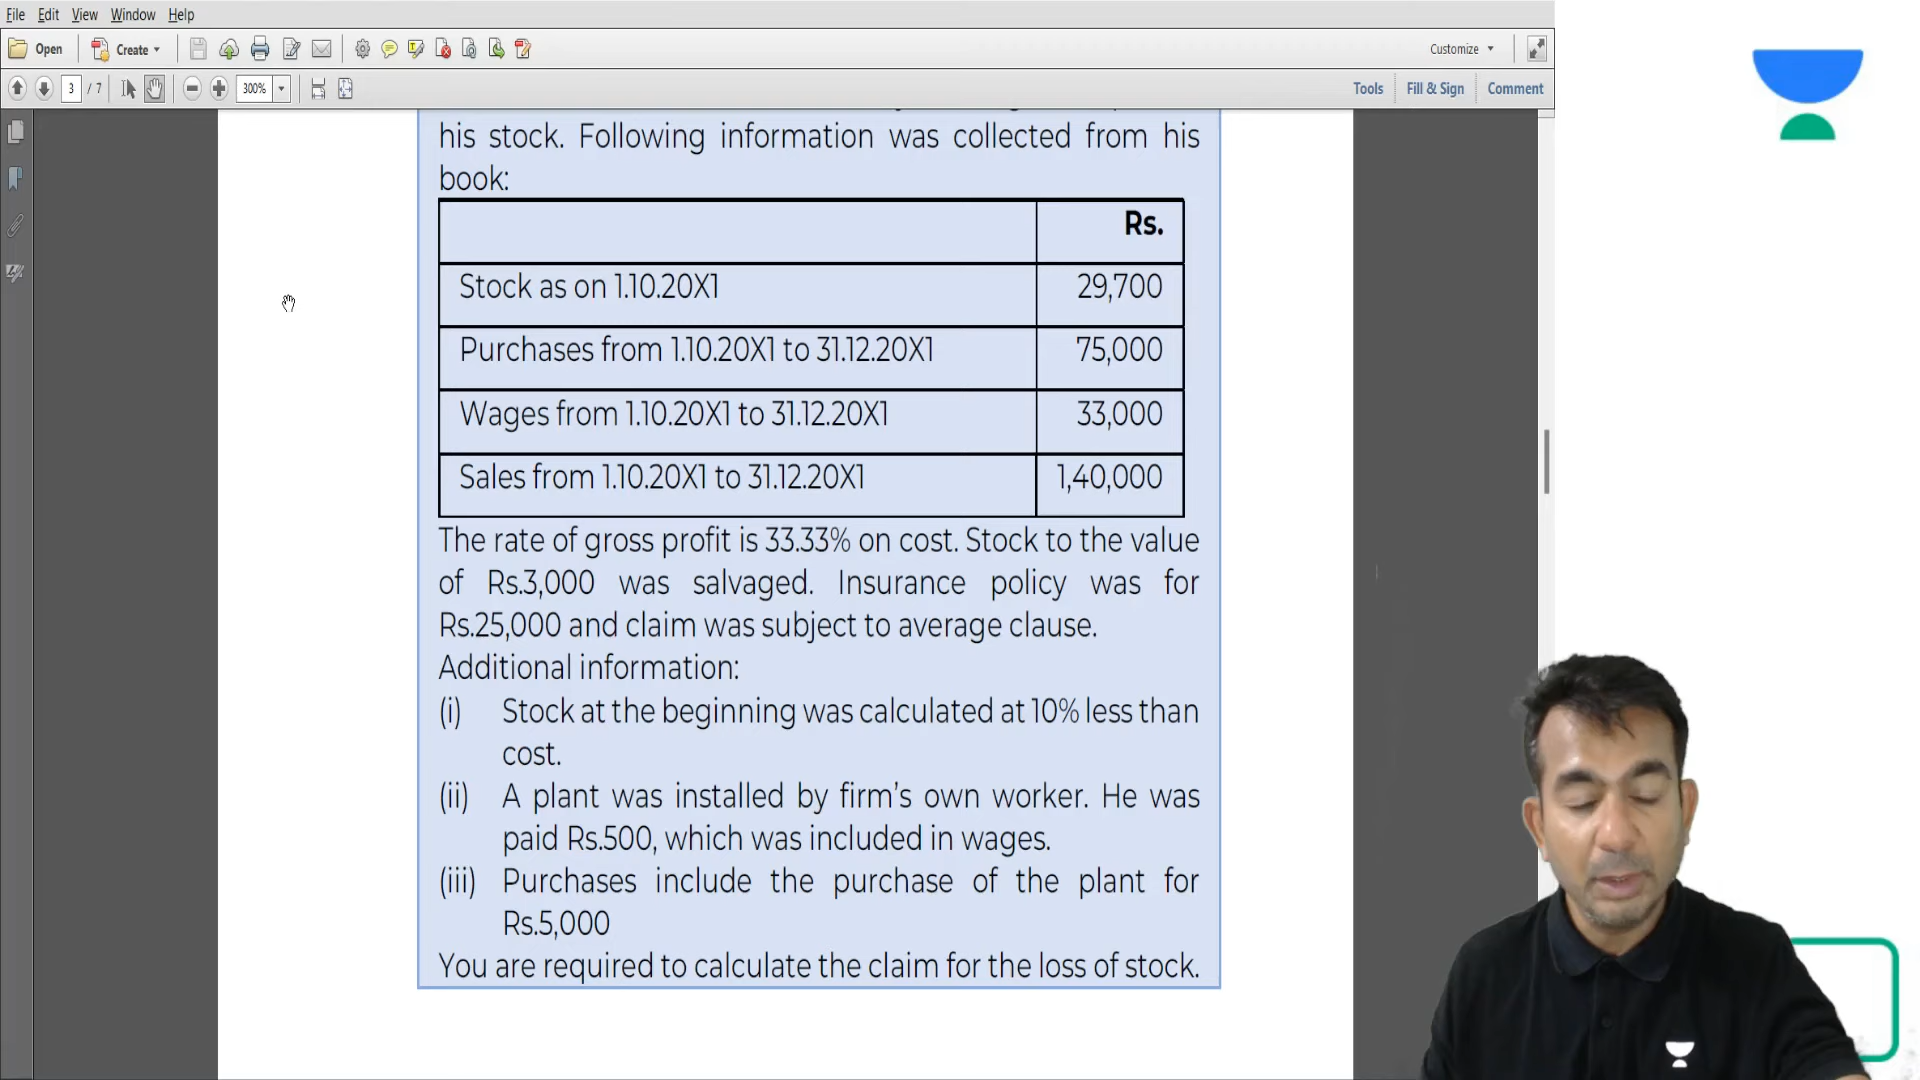 File Edit View Window Help
Open Create Customize
3 / 7 300% Tools Fill & Sign Comment
his stock. Following information was collected from his
book:
Rs.
Stock as on 1.10.20X1 29,700
Purchases from 1.10.20X1 to 31.12.20X1 75,000
Wages from 1.10.20X1 to 31.12.20X1 33,000
Sales from 1.10.20X1 to 31.12.20X1 1,40,000
The rate of gross profit is 33.33% on cost. Stock to the value
of Rs.3,000 was salvaged. Insurance policy was for
Rs.25,000 and claim was subject to average clause.
Additional information:
(i) Stock at the beginning was calculated at 10% less than
cost.
(ii) A plant was installed by firm's own worker. He was
paid Rs.500, which was included in wages.
(iii) Purchases include the purchase of the plant for
Rs.5,000
You are required to calculate the claim for the loss of stock.